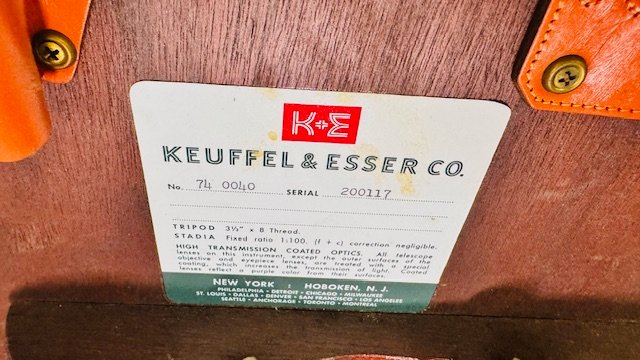 K+E
KEUFFEL & ESSER CO.
No. 74 0040 SERIAL 200117
TRIPOD 3½" x 8 Thread.
STADIA Fixed ratio 1:100. (f + c) correction negligible.
HIGH TRANSMISSION COATED OPTICS. All telescope
lenses on this instrument, except the outer surfaces of the
objective and eyepiece lenses, are treated with a special
coating, which increases the transmission of light. Coated
lenses reflect a purple color from their surfaces.
NEW YORK : HOBOKEN, N. J.
PHILADELPHIA • DETROIT • CHICAGO • MILWAUKEE
ST. LOUIS • DALLAS • DENVER • SAN FRANCISCO • LOS ANGELES
SEATTLE • ANCHORAGE • TORONTO • MONTREAL